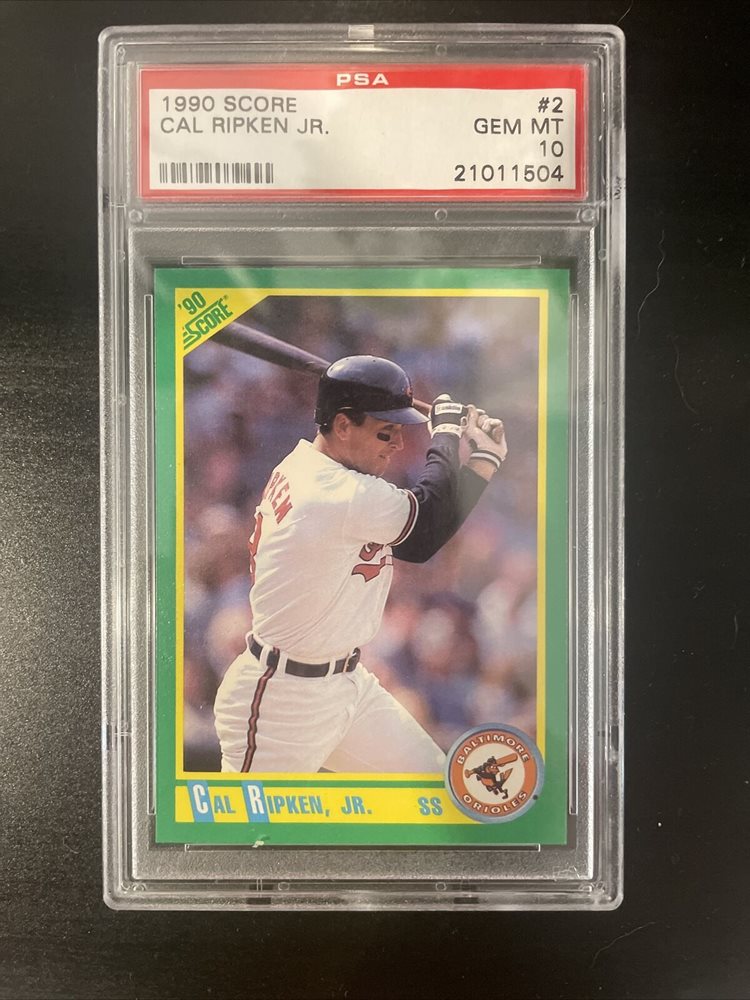 PSA
1990 SCORE #2
CAL RIPKEN JR. GEM MT
10
21011504
'90
SCORE®
CAL RIPKEN, JR. SS
BALTIMORE
ORIOLES